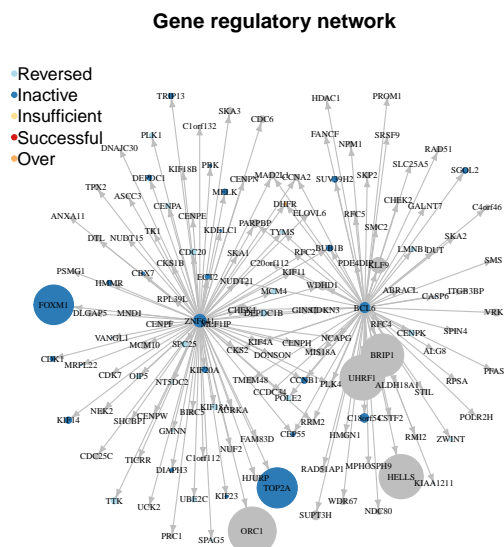 Gene regulatory network
Reversed
Inactive
Insufficient
Successful
Over
TRIP13
SKA3
HDAC1
PROM1
C1orf132
CDC6
PLK1
FANCF
NPM1
SRSF9
DNAJC30
RAD51
KIF18B
PBK
SLC25A5
SGOL2
DEPDC1
CENPN
MAD2L1
CCNA2
SKP2
TPX2
SUV39H2
CHEK2
ASCC3
MELK
DHFR
GALNT7
CENPA
ELOVL6
C4orf46
ANXA11
CENPE
PARPBP
RFC5
SMC2
TK1
KDELC1
TYMS
SKA2
DTL
NUDT15
BUB1B
LMNB1
DUT
CDC20
SKA1
RFC2
SMS
CKS1B
C20orf112
PDE4DIP
KLF9
PSMG1
CBX7
ECT2
KIF11
ABRACL
ITGB3BP
HMMR
NUDT21
WDHD1
CASP6
RPL39L
MCM4
FOXM1
DLGAP5
MND1
CHEK1
DEPDC1B
GINS1
CDKN3
BCL6
VRK
CENPF
ZNF641
MLF1IP
RFC4
SPIN4
VANGL1
CENPK
MCM10
SPC25
KIF4A
CENPH
NCAPG
CKS2
MIS18A
ALG8
CDK1
MRPL22
DONSON
BRIP1
PFAS
CDK7
OIP5
KIF20A
TMEM48
CCNB1
UHRF1
RPSA
NT5DC2
CCDC34
PLK4
ALDH18A1
NEK2
POLE2
STIL
KIF14
KIF14A
AURKA
SHCBP1
CENPW
BIRC5
RRM2
C18orf54
CSTF2
POLR2H
GMNN
FAM83D
CEP55
HMGN1
RMI2
ZWINT
CDC25C
TICRR
NUF2
C1orf112
RAD51AP1
MPHOSPH9
DIAPH3
HJURP
TOP2A
HELLS
KIAA1211
TTK
UBE2C
KIF23
WDR67
UCK2
SUPT3H
NDC80
PRC1
SPAG5
ORC1